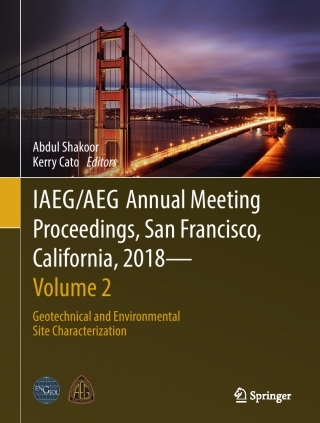 Abdul Shakoor
Kerry Cato Editors
IAEG/AEG Annual Meeting
Proceedings, San Francisco,
California, 2018—
Volume 2
Geotechnical and Environmental
Site Characterization
AEG
Springer